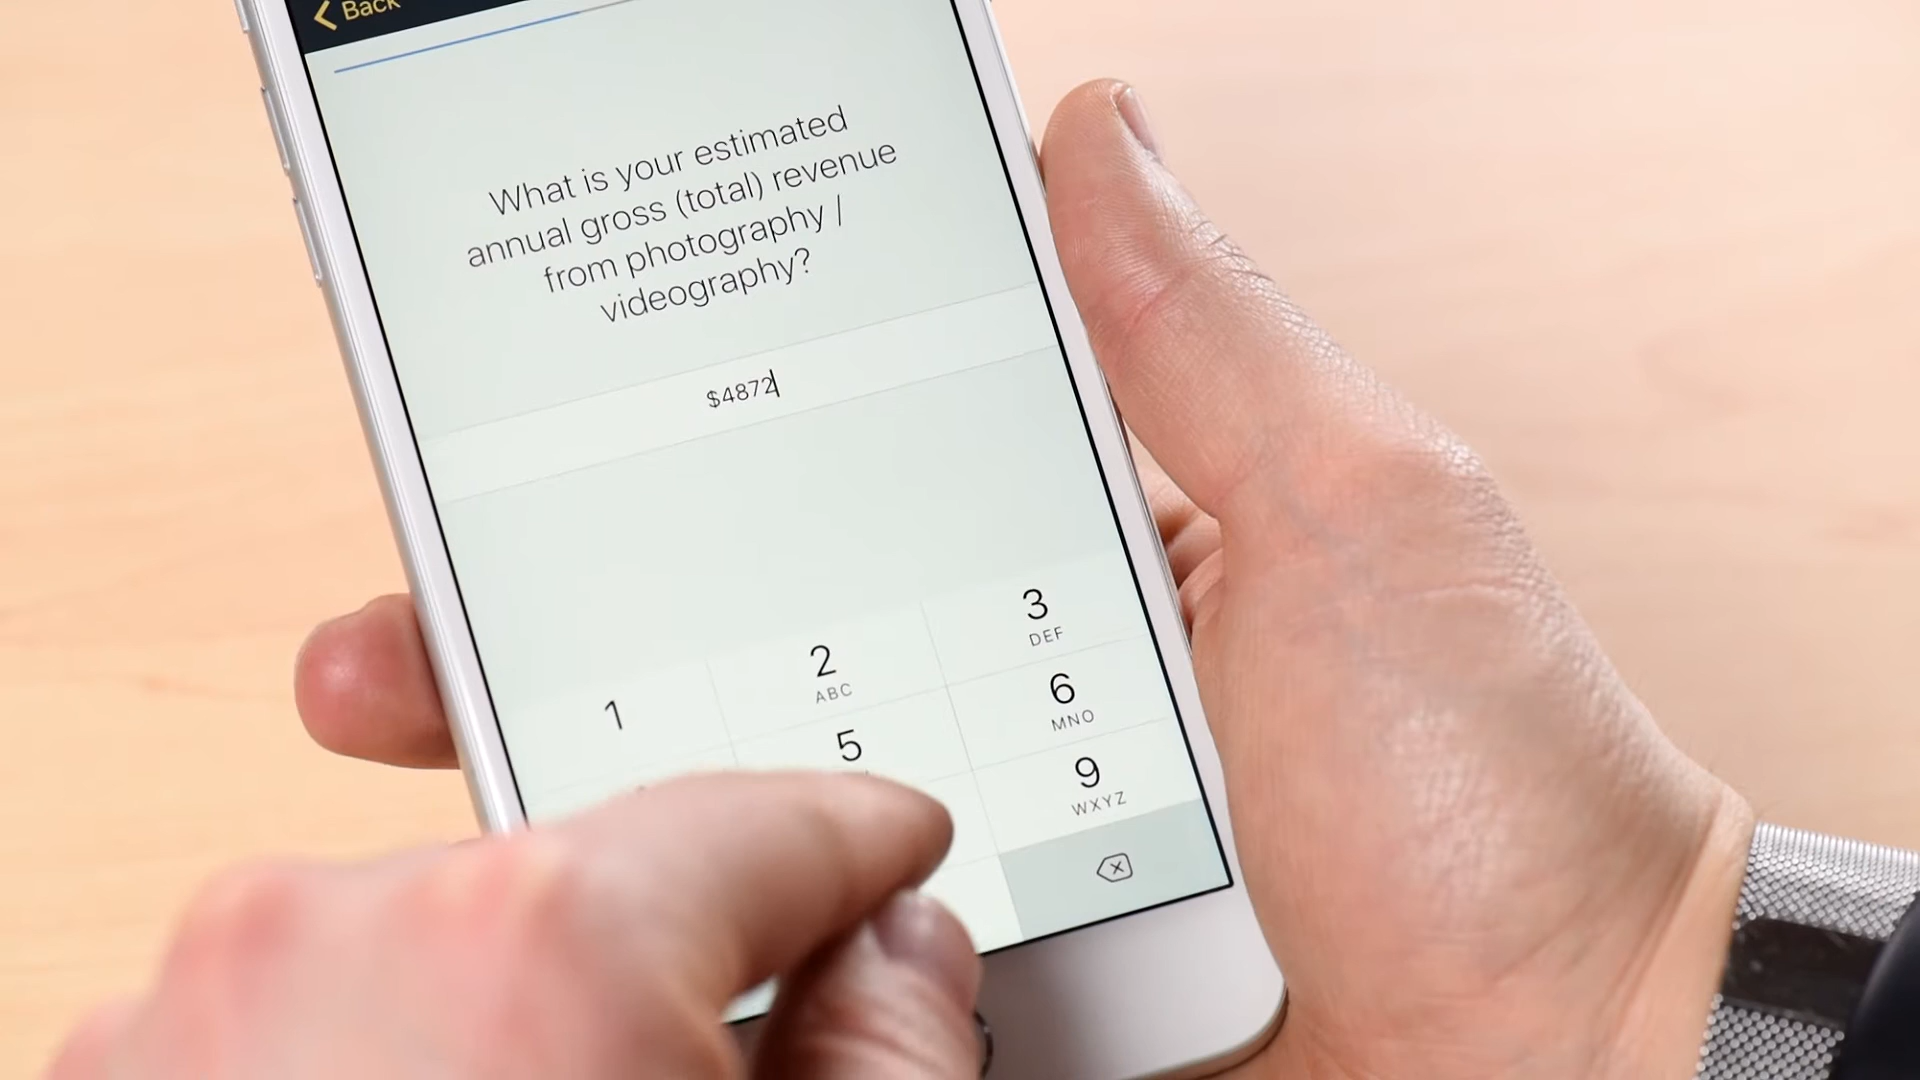 Back
What is your estimated
annual gross (total) revenue
from photography /
videography?
$4872
1
2
ABC
3
DEF
5
6
MNO
9
WXYZ